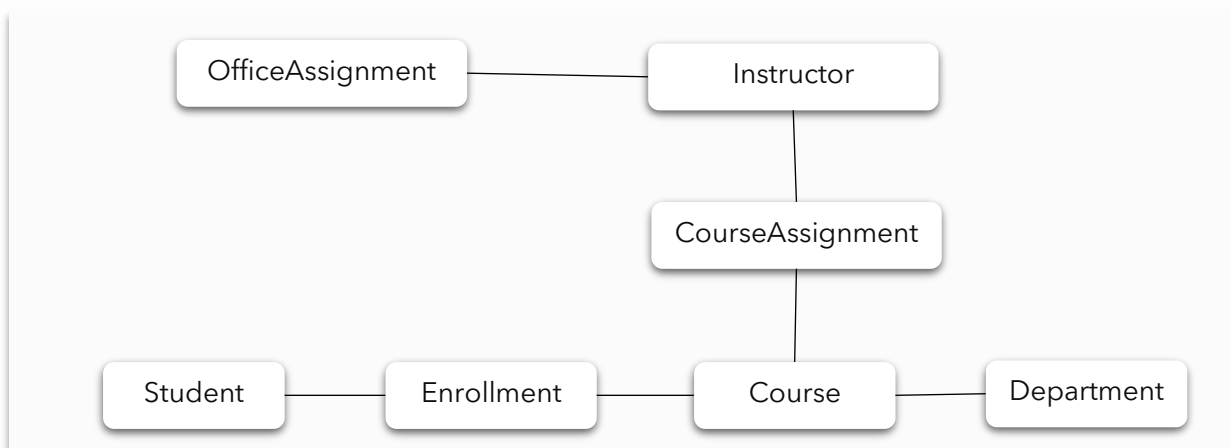 OfficeAssignment
Instructor
CourseAssignment
Student
Enrollment
Course
Department